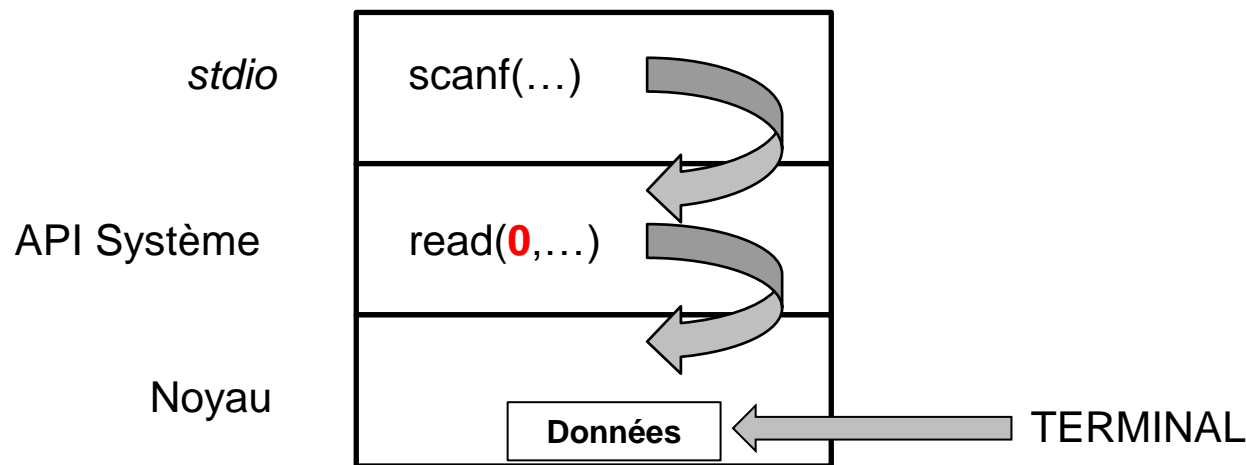 stdio scanf(…)
API Système read(0,…)
Noyau
Données TERMINAL